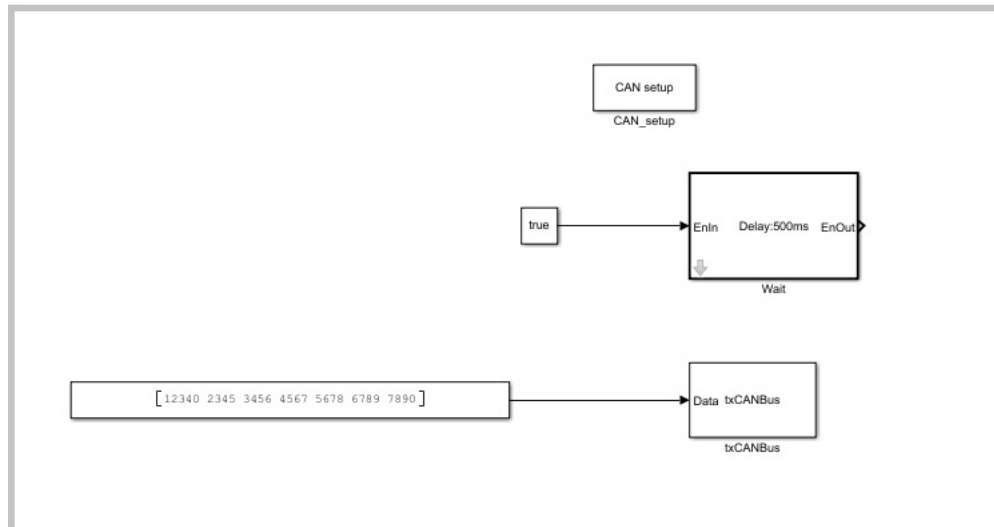 CAN setup
CAN_setup
true
EnIn
Delay:500ms
EnOut
Wait
[12340 2345 3456 4567 5678 6789 7890]
Data
txCANBus
txCANBus